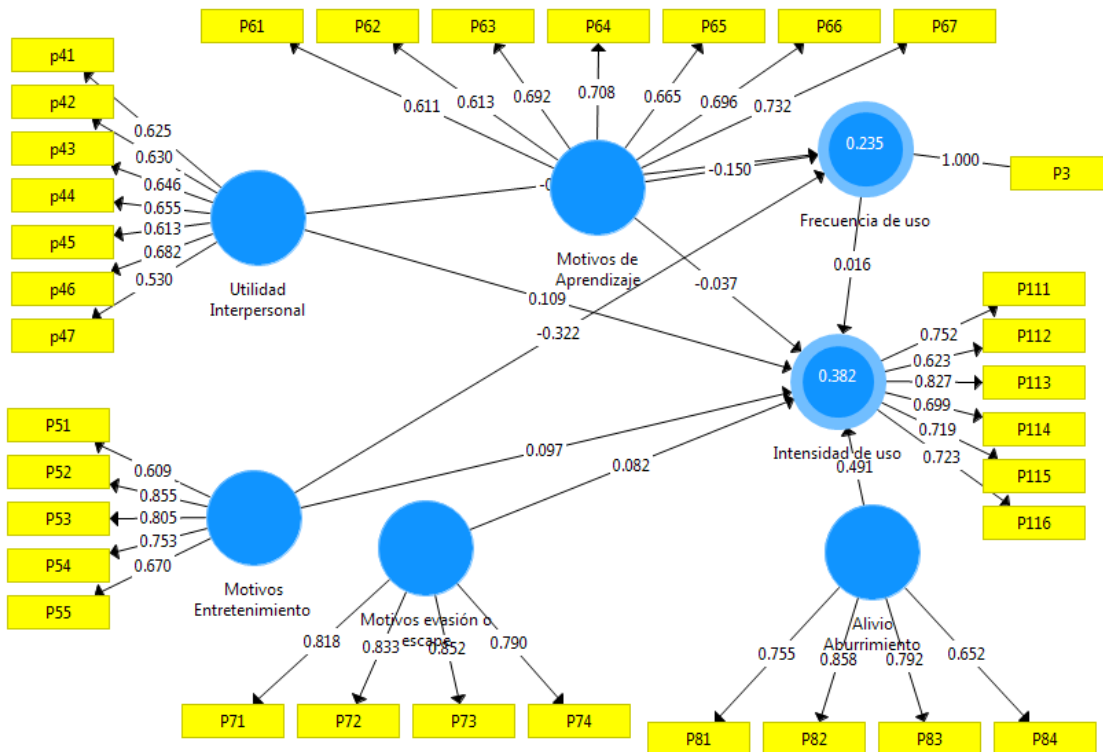 P61
P62
P63
P64
P65
P66
P67
p41
p42
p43
p44
p45
p46
p47
0.625
0.630
0.646
0.655
0.613
0.682
0.530
0.611
0.613
0.692
0.708
0.665
0.696
0.732
Utilidad
Interpersonal
Motivos de
Aprendizaje
-0.150
0.235
Frecuencia de uso
1.000
P3
0.016
-0.037
0.109
-0.322
0.382
Intensidad de uso
0.752
0.623
0.827
0.699
0.719
0.723
P111
P112
P113
P114
P115
P116
P51
P52
P53
P54
P55
0.609
0.855
0.805
0.753
0.670
Motivos
Entretenimiento
0.097
0.082
0.491
Motivos evasión o
escape
0.818
0.833
0.852
0.790
P71
P72
P73
P74
Alivio
Aburrimiento
0.755
0.858
0.792
0.652
P81
P82
P83
P84